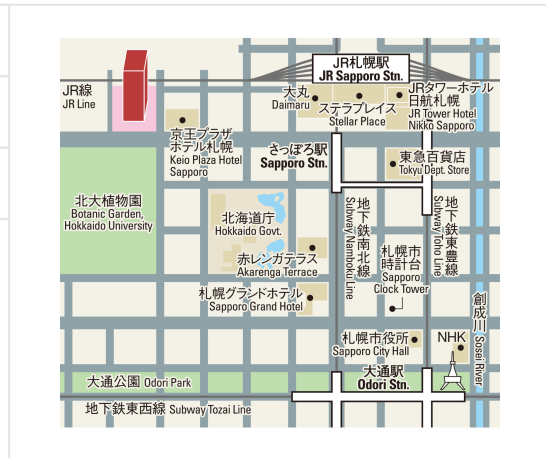 JR札幌駅
JR Sapporo Stn.
JR線
JR Line
大丸
Daimaru
ステラプレイス
Stellar Place
JRタワーホテル
日航札幌
JR Tower Hotel
Nikko Sapporo
京王プラザ
ホテル札幌
Keio Plaza Hotel
Sapporo
さっぽろ駅
Sapporo Stn.
東急百貨店
Tokyu Dept. Store
北大植物園
Botanic Garden,
Hokkaido University
北海道庁
Hokkaido Govt.
地下鉄南北線
Subway Namboku Line
地下鉄東豊線
Subway Toho Line
赤レンガテラス
Akarenga Terrace
札幌市
時計台
Sapporo
Clock Tower
札幌グランドホテル
Sapporo Grand Hotel
創成川 Sosei River
札幌市役所
Sapporo City Hall
NHK
大通公園 Odori Park
大通駅
Odori Stn.
地下鉄東西線 Subway Tozai Line